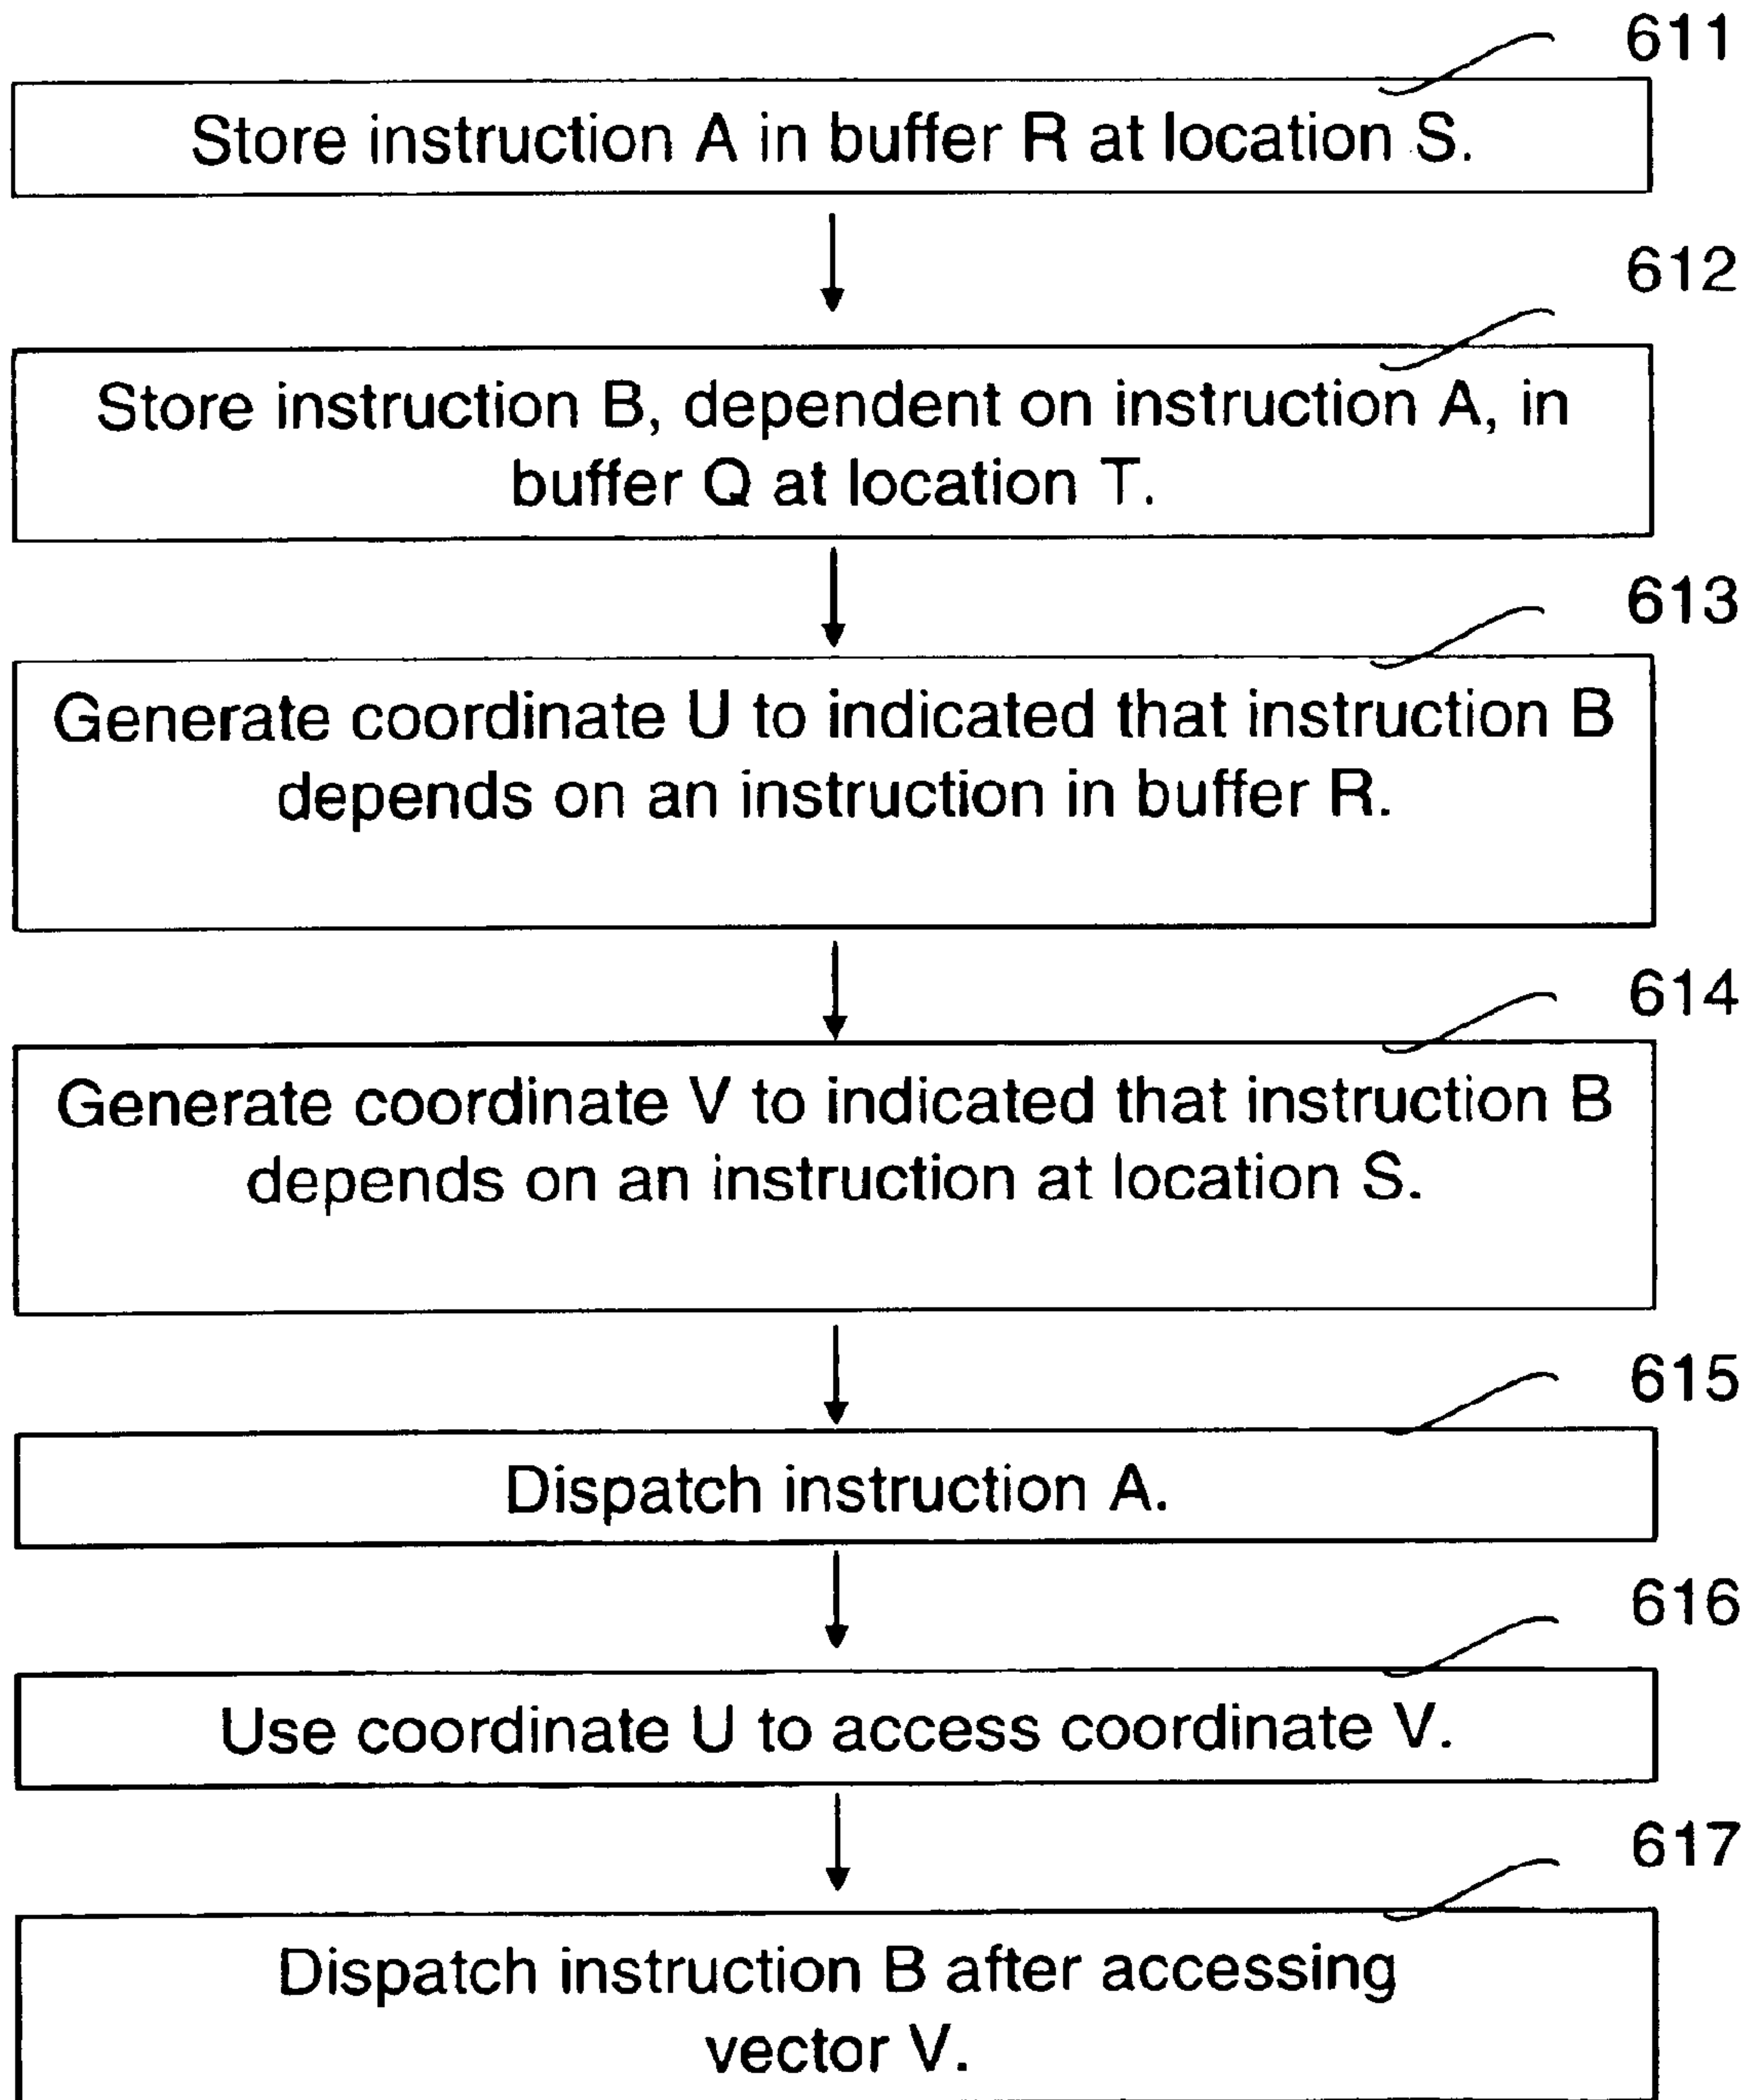 611
Store instruction A in buffer R at location S.
612
Store instruction B, dependent on instruction A, in
buffer Q at location T.
613
Generate coordinate U to indicated that instruction B
depends on an instruction in buffer R.
614
Generate coordinate V to indicated that instruction B
depends on an instruction at location S.
615
Dispatch instruction A.
616
Use coordinate U to access coordinate V.
617
Dispatch instruction B after accessing
vector V.